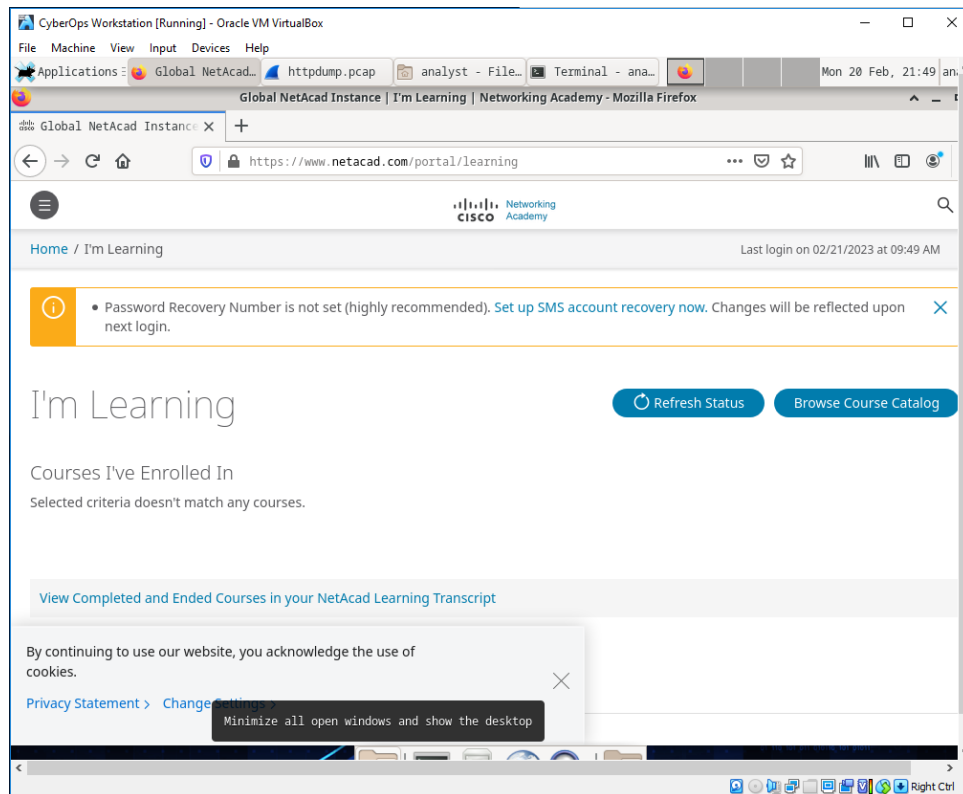 CyberOps Workstation [Running] - Oracle VM VirtualBox
File Machine View Input Devices Help
Applications Global NetAcad… httpdump.pcap analyst - File… Terminal - ana… Mon 20 Feb, 21:49
Global NetAcad Instance | I'm Learning | Networking Academy - Mozilla Firefox
Global NetAcad Instance
https://www.netacad.com/portal/learning
CISCO Networking Academy
Home / I'm Learning Last login on 02/21/2023 at 09:49 AM
• Password Recovery Number is not set (highly recommended). Set up SMS account recovery now. Changes will be reflected upon
next login.
I'm Learning
Refresh Status Browse Course Catalog
Courses I've Enrolled In
Selected criteria doesn't match any courses.
View Completed and Ended Courses in your NetAcad Learning Transcript
By continuing to use our website, you acknowledge the use of
cookies.
Privacy Statement > Change Settings >
Minimize all open windows and show the desktop
Right Ctrl